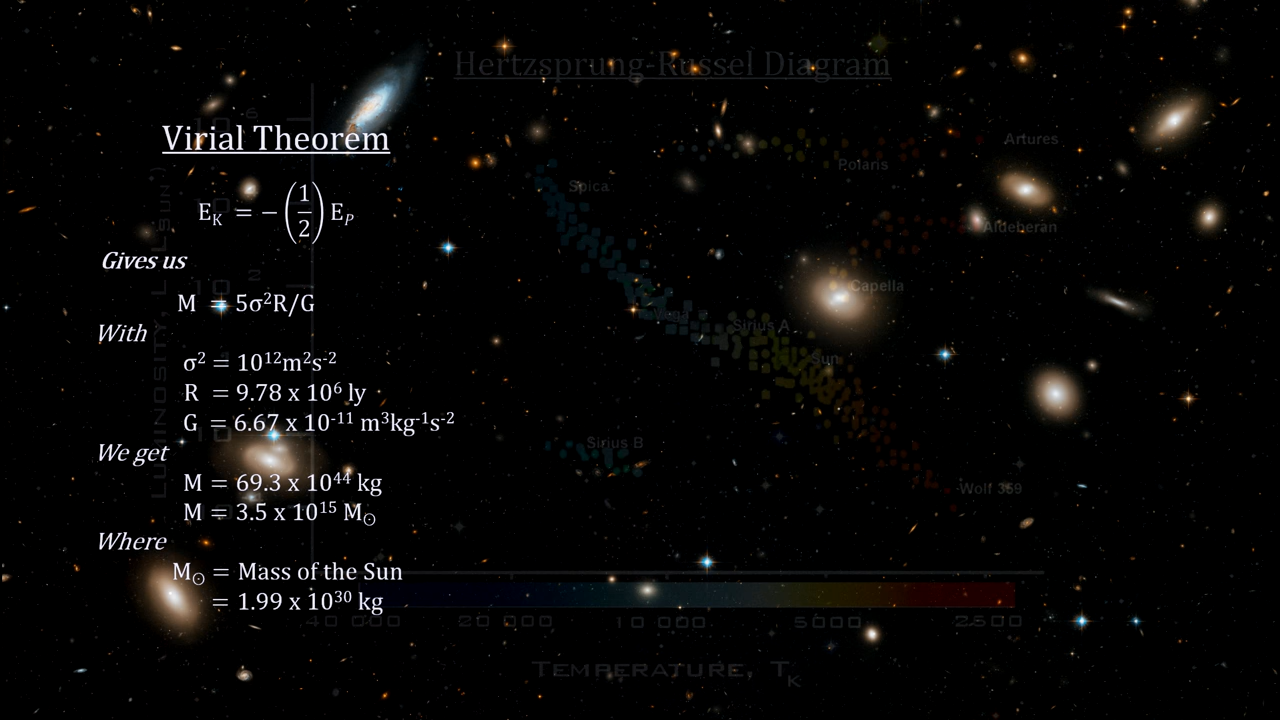 Hertzsprung-Russel Diagram
Virial Theorem
E_K = −(1/2) E_P
Gives us
M = 5σ²R/G
With
σ² = 10¹²m²s⁻²
R = 9.78 x 10⁶ ly
G = 6.67 x 10⁻¹¹ m³kg⁻¹s⁻²
We get
M = 69.3 x 10⁴⁴ kg
M = 3.5 x 10¹⁵ M☉
Where
M☉ = Mass of the Sun
= 1.99 x 10³⁰ kg
Artures
Polaris
Spica
Aldeberan
Capella
Vega
Sirius A
Sun
Sirius B
Wolf 359
40 000 20 000 10 000 5000 2500
Temperature, T_K